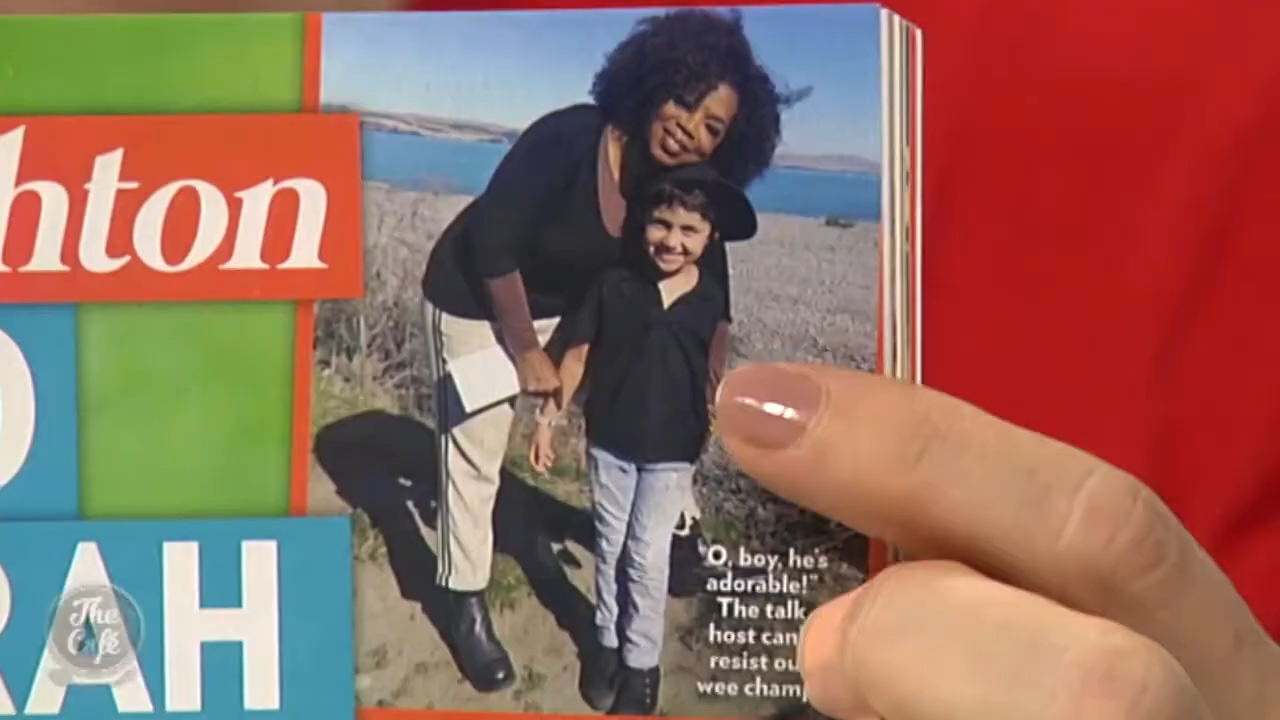 hton
RAH
The
Café
"O, boy, he's
adorable!"
The talk
host can
resist ou
wee cham